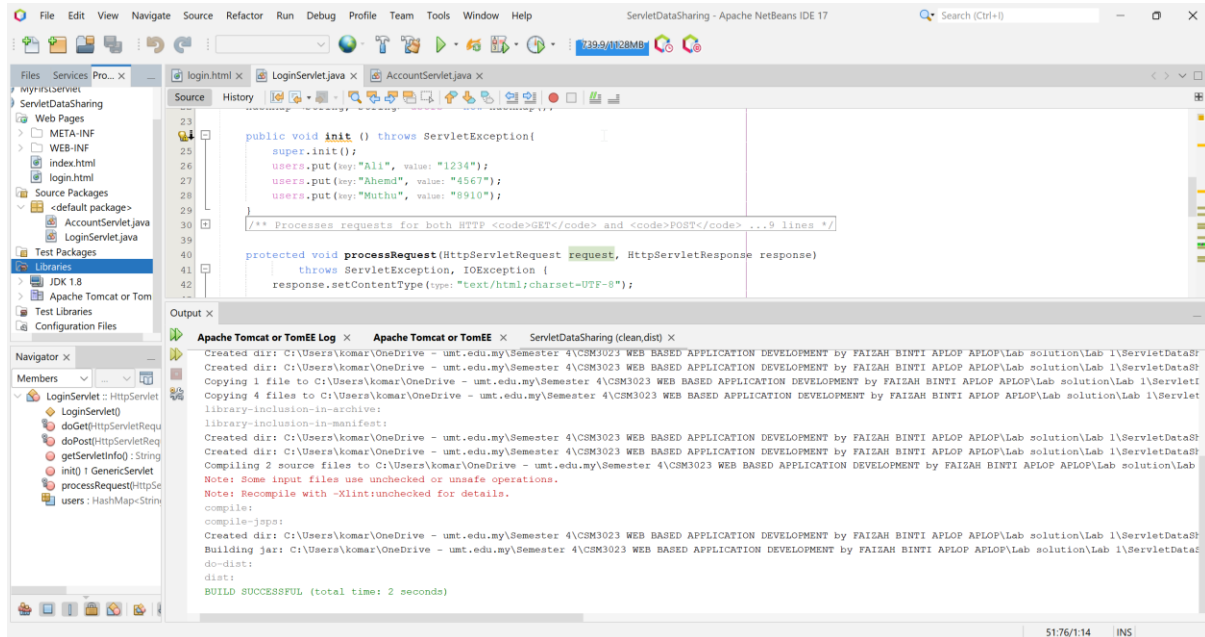 File Edit View Navigate Source Refactor Run Debug Profile Team Tools Window Help ServletDataSharing - Apache NetBeans IDE 17 Search (Ctrl+I)
739.9/1128MB
Files Services Pro... × login.html × LoginServlet.java × AccountServlet.java ×
MyFirstServlet
ServletDataSharing
Web Pages
META-INF
WEB-INF
index.html
login.html
Source Packages
<default package>
AccountServlet.java
LoginServlet.java
Test Packages
Libraries
JDK 1.8
Apache Tomcat or Tom
Test Libraries
Configuration Files
Source History
23
public void init () throws ServletException{
25 super.init();
26 users.put(key:"Ali", value: "1234");
27 users.put(key:"Ahemd", value: "4567");
28 users.put(key:"Muthu", value: "8910");
29 }
30 /** Processes requests for both HTTP <code>GET</code> and <code>POST</code> ...9 lines */
39
40 protected void processRequest(HttpServletRequest request, HttpServletResponse response)
41 throws ServletException, IOException {
42 response.setContentType(type: "text/html;charset=UTF-8");
Navigator ×
Members ...
LoginServlet :: HttpServlet
LoginServlet()
doGet(HttpServletRequ
doPost(HttpServletReq
getServletInfo() : String
init() ↑ GenericServlet
processRequest(HttpSe
users : HashMap<Strin
Output ×
Apache Tomcat or TomEE Log × Apache Tomcat or TomEE × ServletDataSharing (clean,dist) ×
Created dir: C:\Users\komar\OneDrive - umt.edu.my\Semester 4\CSM3023 WEB BASED APPLICATION DEVELOPMENT by FAIZAH BINTI APLOP APLOP\Lab solution\Lab 1\ServletDataSh
Created dir: C:\Users\komar\OneDrive - umt.edu.my\Semester 4\CSM3023 WEB BASED APPLICATION DEVELOPMENT by FAIZAH BINTI APLOP APLOP\Lab solution\Lab 1\ServletDataSh
Copying 1 file to C:\Users\komar\OneDrive - umt.edu.my\Semester 4\CSM3023 WEB BASED APPLICATION DEVELOPMENT by FAIZAH BINTI APLOP APLOP\Lab solution\Lab 1\ServletD
Copying 4 files to C:\Users\komar\OneDrive - umt.edu.my\Semester 4\CSM3023 WEB BASED APPLICATION DEVELOPMENT by FAIZAH BINTI APLOP APLOP\Lab solution\Lab 1\Servlet
library-inclusion-in-archive:
library-inclusion-in-manifest:
Created dir: C:\Users\komar\OneDrive - umt.edu.my\Semester 4\CSM3023 WEB BASED APPLICATION DEVELOPMENT by FAIZAH BINTI APLOP APLOP\Lab solution\Lab 1\ServletDataSh
Created dir: C:\Users\komar\OneDrive - umt.edu.my\Semester 4\CSM3023 WEB BASED APPLICATION DEVELOPMENT by FAIZAH BINTI APLOP APLOP\Lab solution\Lab 1\ServletDataSh
Compiling 2 source files to C:\Users\komar\OneDrive - umt.edu.my\Semester 4\CSM3023 WEB BASED APPLICATION DEVELOPMENT by FAIZAH BINTI APLOP APLOP\Lab solution\Lab
Note: Some input files use unchecked or unsafe operations.
Note: Recompile with -Xlint:unchecked for details.
compile:
compile-jsps:
Created dir: C:\Users\komar\OneDrive - umt.edu.my\Semester 4\CSM3023 WEB BASED APPLICATION DEVELOPMENT by FAIZAH BINTI APLOP APLOP\Lab solution\Lab 1\ServletDataSh
Building jar: C:\Users\komar\OneDrive - umt.edu.my\Semester 4\CSM3023 WEB BASED APPLICATION DEVELOPMENT by FAIZAH BINTI APLOP APLOP\Lab solution\Lab 1\ServletDataS
do-dist:
dist:
BUILD SUCCESSFUL (total time: 2 seconds)
51:76/1:14 INS